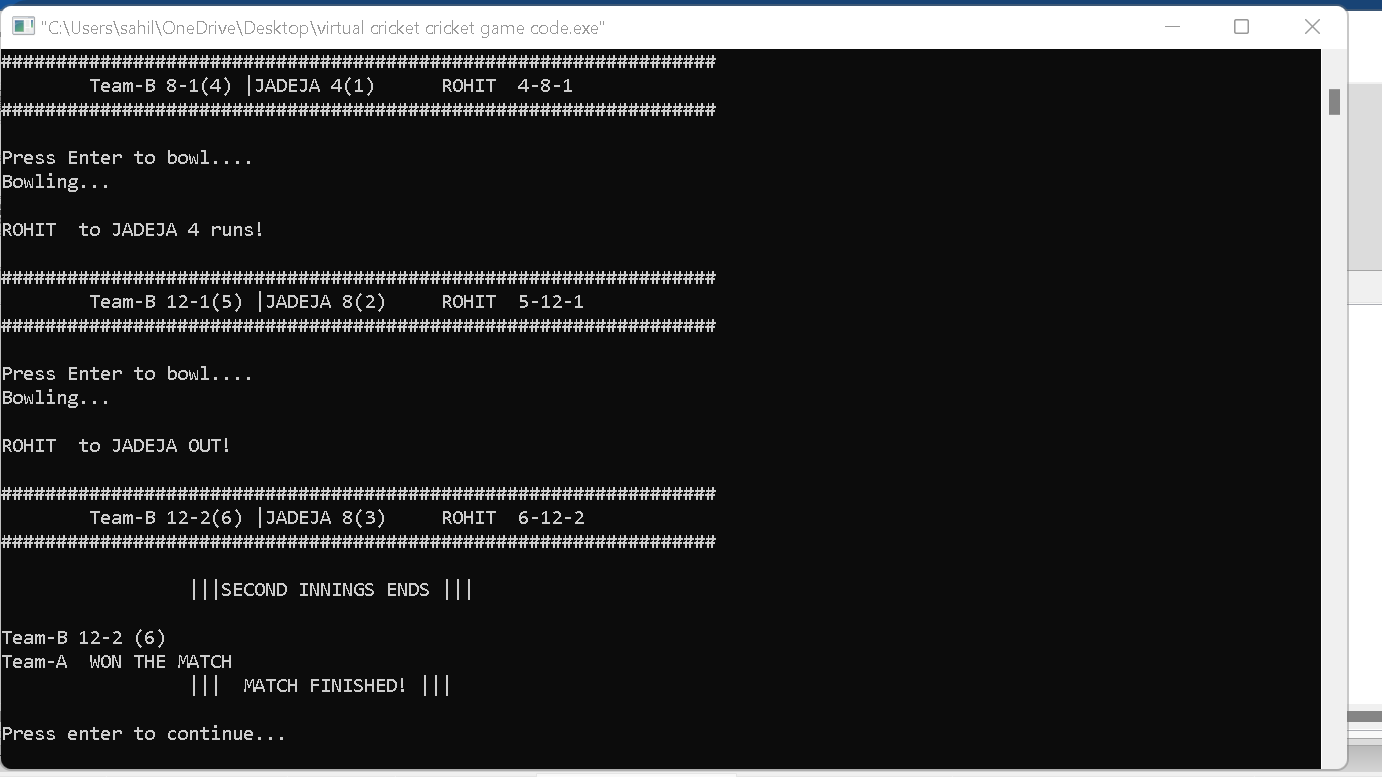 "C:\Users\sahil\OneDrive\Desktop\virtual cricket cricket game code.exe"
#################################################################
Team-B 8-1(4) |JADEJA 4(1) ROHIT 4-8-1
#################################################################
Press Enter to bowl....
Bowling...
ROHIT to JADEJA 4 runs!
#################################################################
Team-B 12-1(5) |JADEJA 8(2) ROHIT 5-12-1
#################################################################
Press Enter to bowl....
Bowling...
ROHIT to JADEJA OUT!
#################################################################
Team-B 12-2(6) |JADEJA 8(3) ROHIT 6-12-2
#################################################################
|||SECOND INNINGS ENDS |||
Team-B 12-2 (6)
Team-A WON THE MATCH
||| MATCH FINISHED! |||
Press enter to continue...